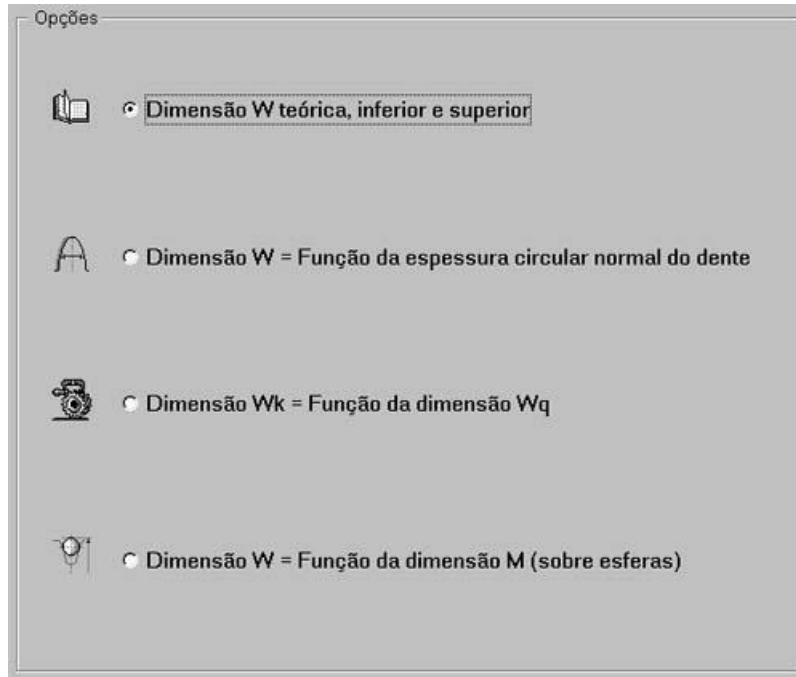 Opções
Dimensão W teórica, inferior e superior
Dimensão W = Função da espessura circular normal do dente
Dimensão Wk = Função da dimensão Wq
Dimensão W = Função da dimensão M (sobre esferas)